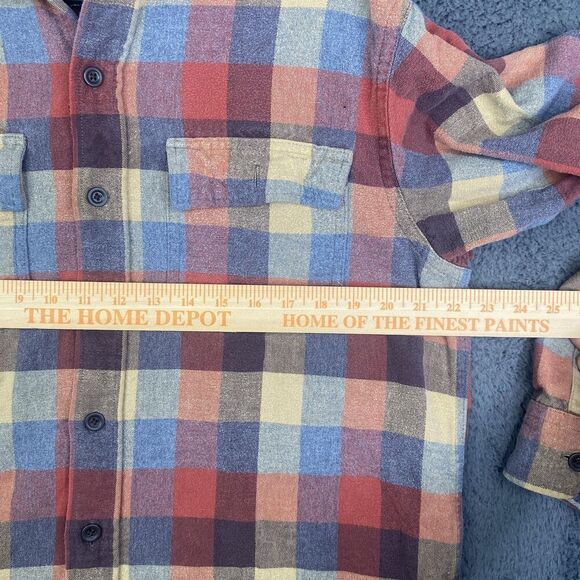 9 10 11 12 13 14 15 16 17 18 19 20 21 22 23 24 25
THE HOME DEPOT HOME OF THE FINEST PAINTS